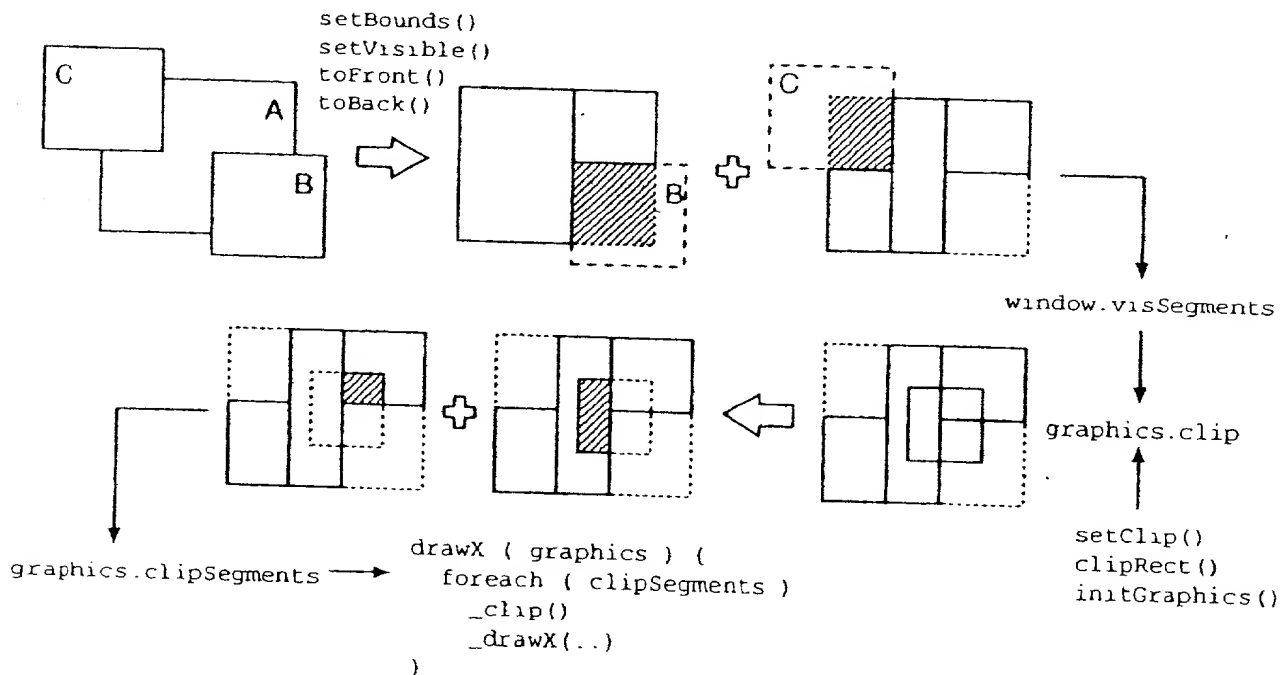 setBounds()
setVisible()
toFront()
toBack()
C
A
B
B
C
window.visSegments
graphics.clip
setClip()
clipRect()
initGraphics()
graphics.clipSegments
drawX ( graphics ) {
foreach ( clipSegments )
_clip()
_drawX(..)
}